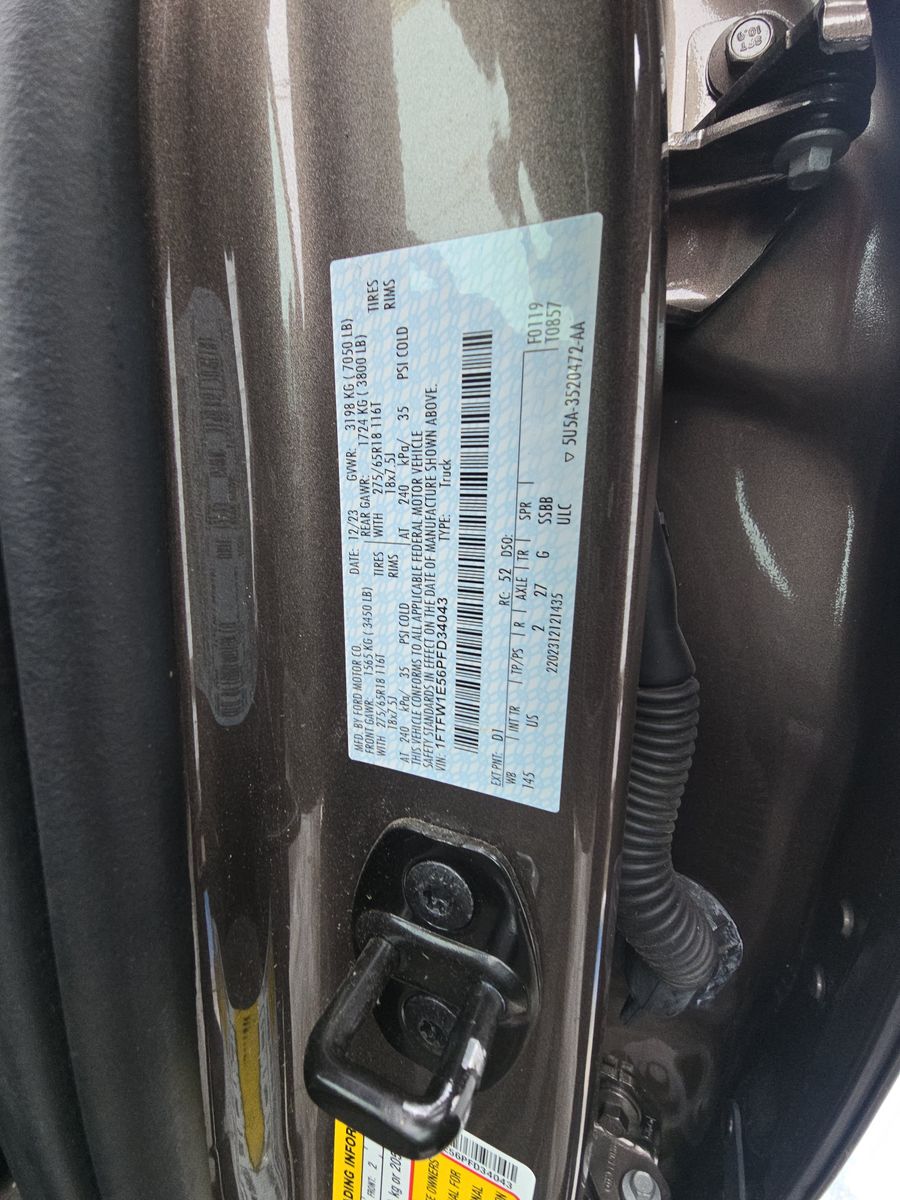 MFD. BY FORD MOTOR CO.
DATE: 12/23 GVWR: 3198 KG ( 7050 LB)
FRONT GAWR: 1565 KG ( 3450 LB) REAR GAWR: 1724 KG ( 3800 LB)
WITH 275/65R18 116T TIRES WITH 275/65R18 116T TIRES
18x7.5J RIMS 18x7.5J RIMS
AT 240 kPa/ 35 PSI COLD AT 240 kPa/ 35 PSI COLD
THIS VEHICLE CONFORMS TO ALL APPLICABLE FEDERAL MOTOR VEHICLE
SAFETY STANDARDS IN EFFECT ON THE DATE OF MANUFACTURE SHOWN ABOVE.
VIN: 1FTFW1E56PFD34043 TYPE: Truck
F0119
T0857
EXT PNT: D1 RC: 52 DSO:
WB INT TR TP/PS R AXLE TR SPR
145 US 2 27 G SSBB
2202312121435 ULC
5U5A-3520472-AA
10.9
FRONT: 2
56PFD34043